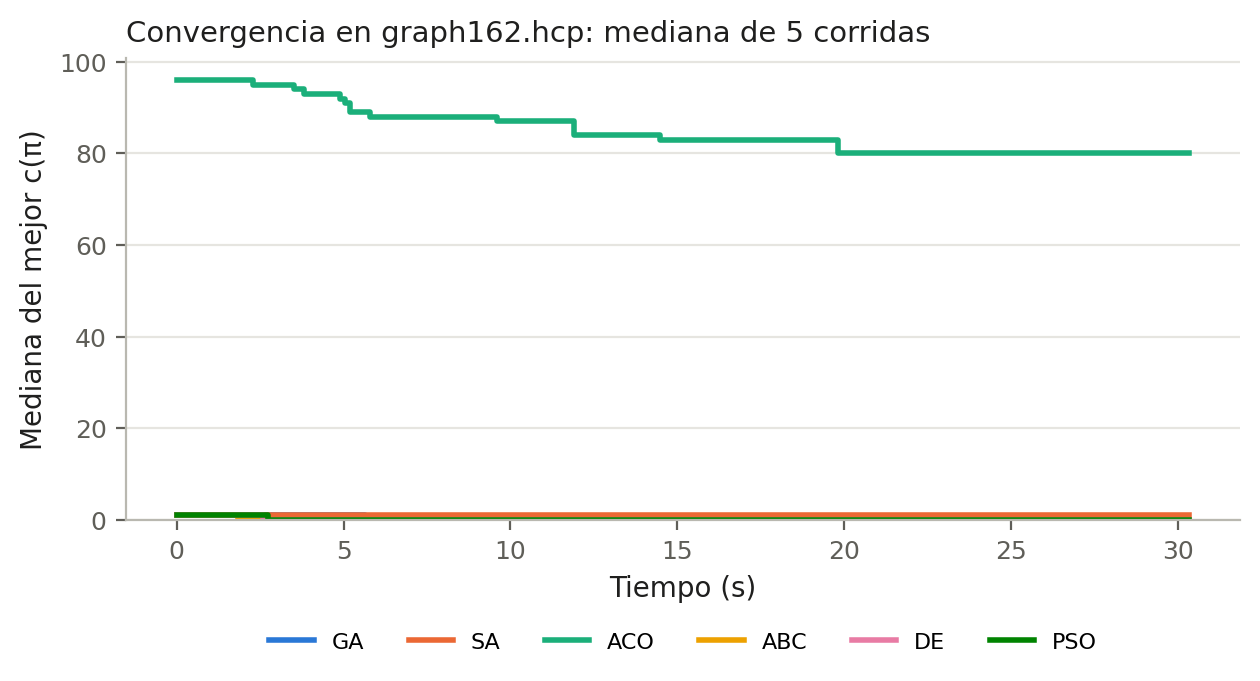 Convergencia en graph162.hcp: mediana de 5 corridas
Mediana del mejor c(π)
100
80
60
40
20
0
0 5 10 15 20 25 30
Tiempo (s)
GA SA ACO ABC DE PSO